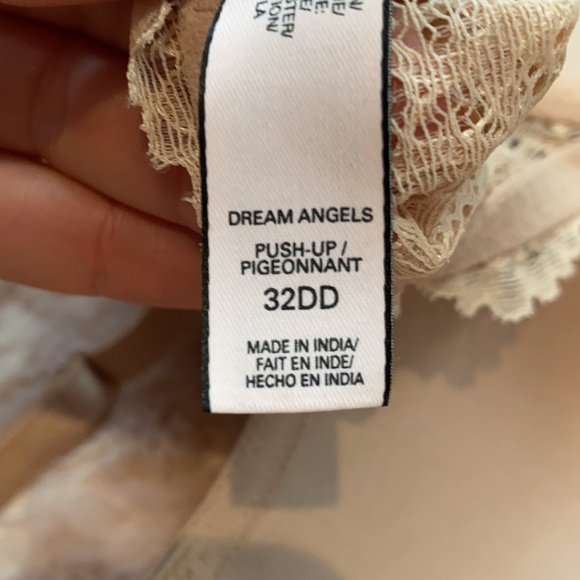 DREAM ANGELS
PUSH-UP /
PIGEONNANT
32DD
MADE IN INDIA/
FAIT EN INDE/
HECHO EN INDIA